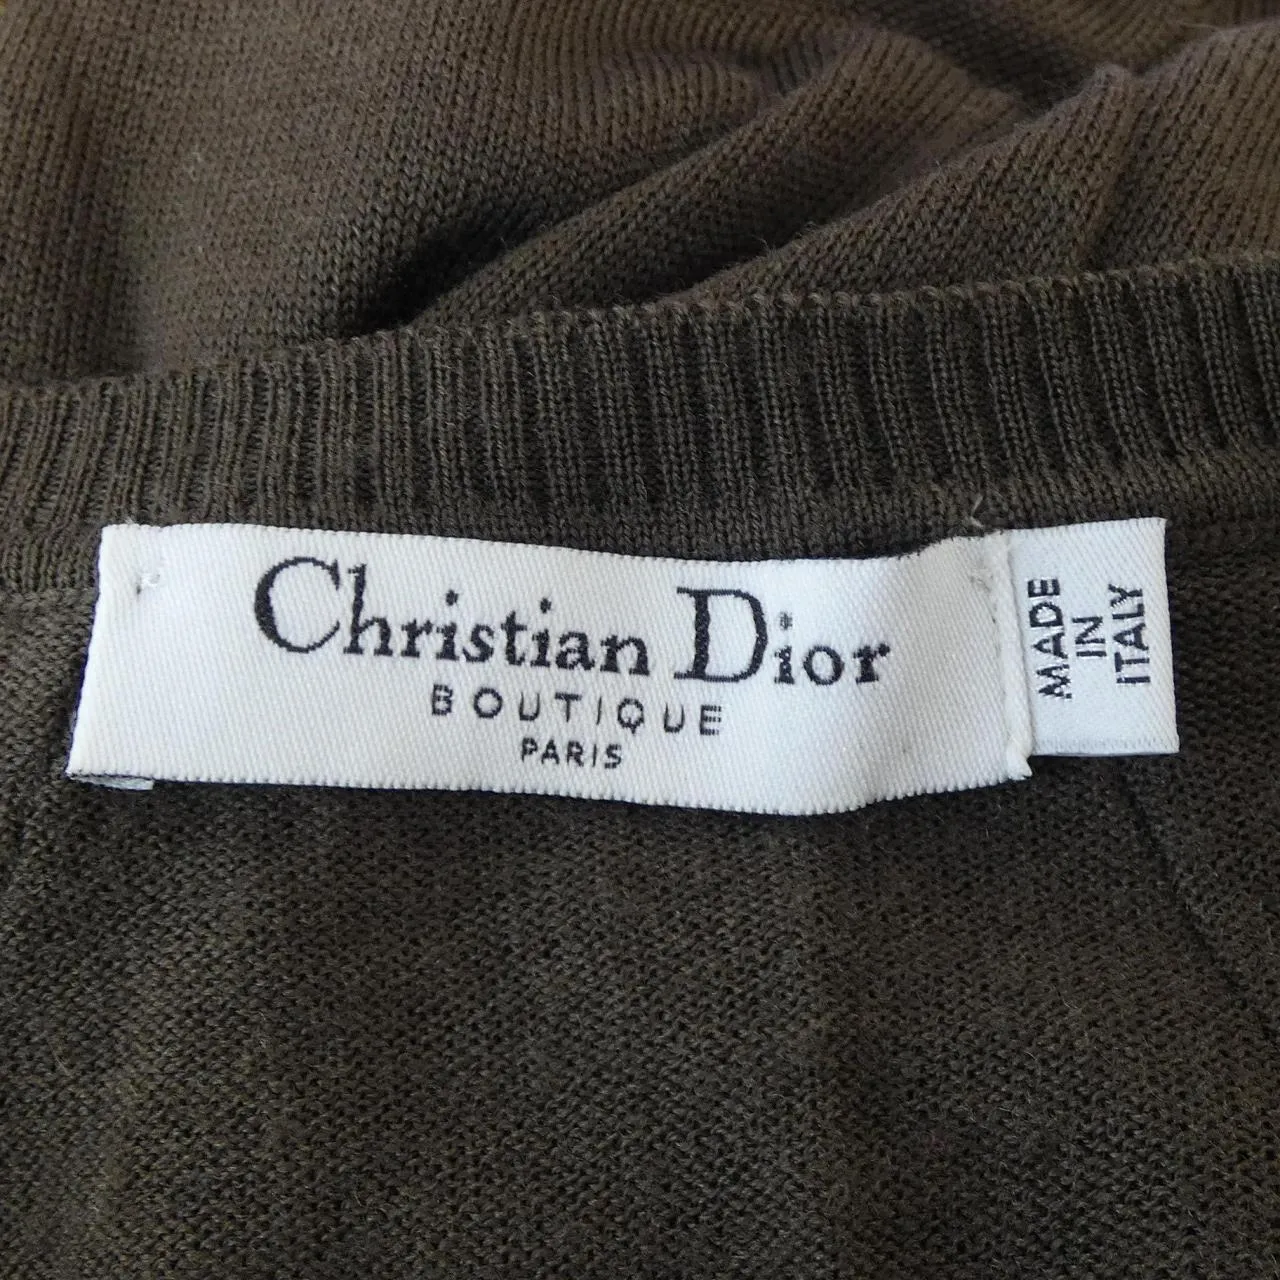 Christian Dior
BOUTIQUE
PARIS
MADE
IN
ITALY